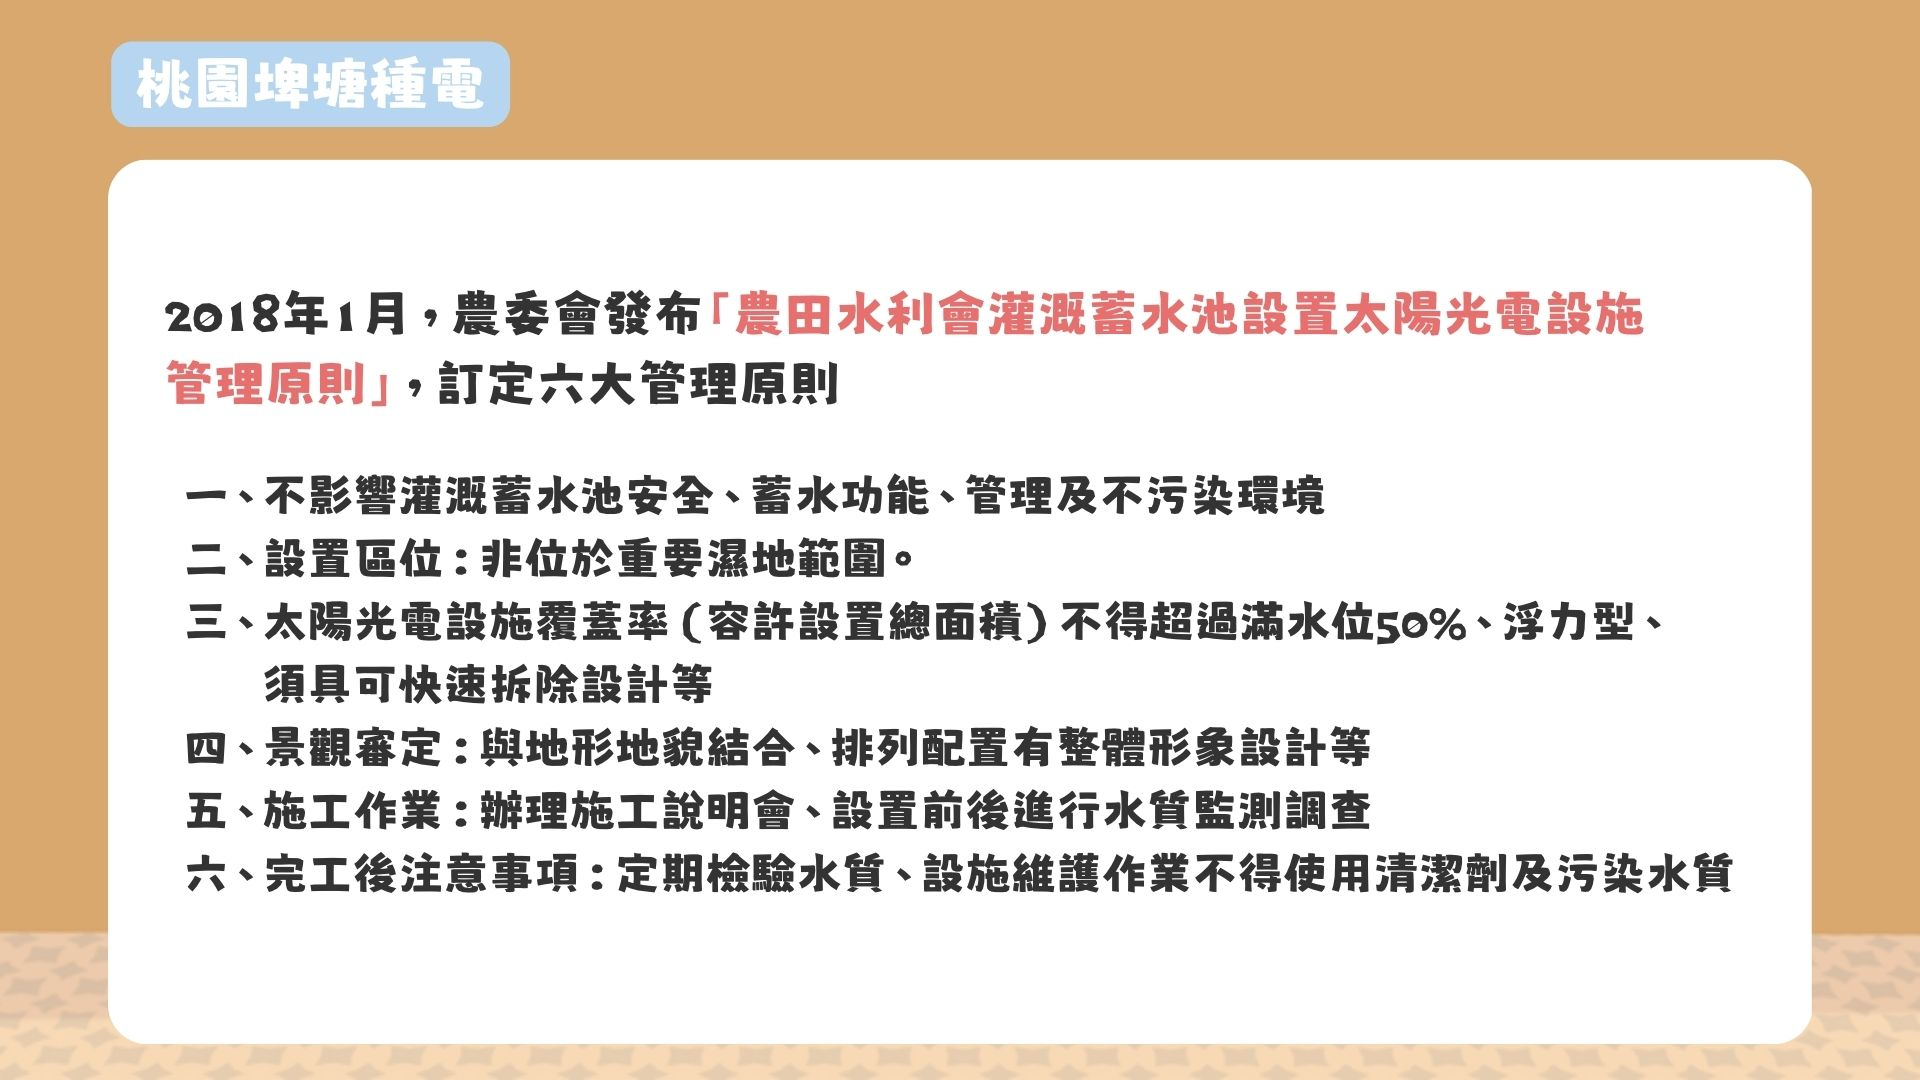 桃園埤塘種電
2018年1月，農委會發布「農田水利會灌溉蓄水池設置太陽光電設施
管理原則」，訂定六大管理原則
一、不影響灌溉蓄水池安全、蓄水功能、管理及不污染環境
二、設置區位：非位於重要濕地範圍。
三、太陽光電設施覆蓋率（容許設置總面積）不得超過滿水位50%、浮力型、
須具可快速拆除設計等
四、景觀審定：與地形地貌結合、排列配置有整體形象設計等
五、施工作業：辦理施工說明會、設置前後進行水質監測調查
六、完工後注意事項：定期檢驗水質、設施維護作業不得使用清潔劑及污染水質